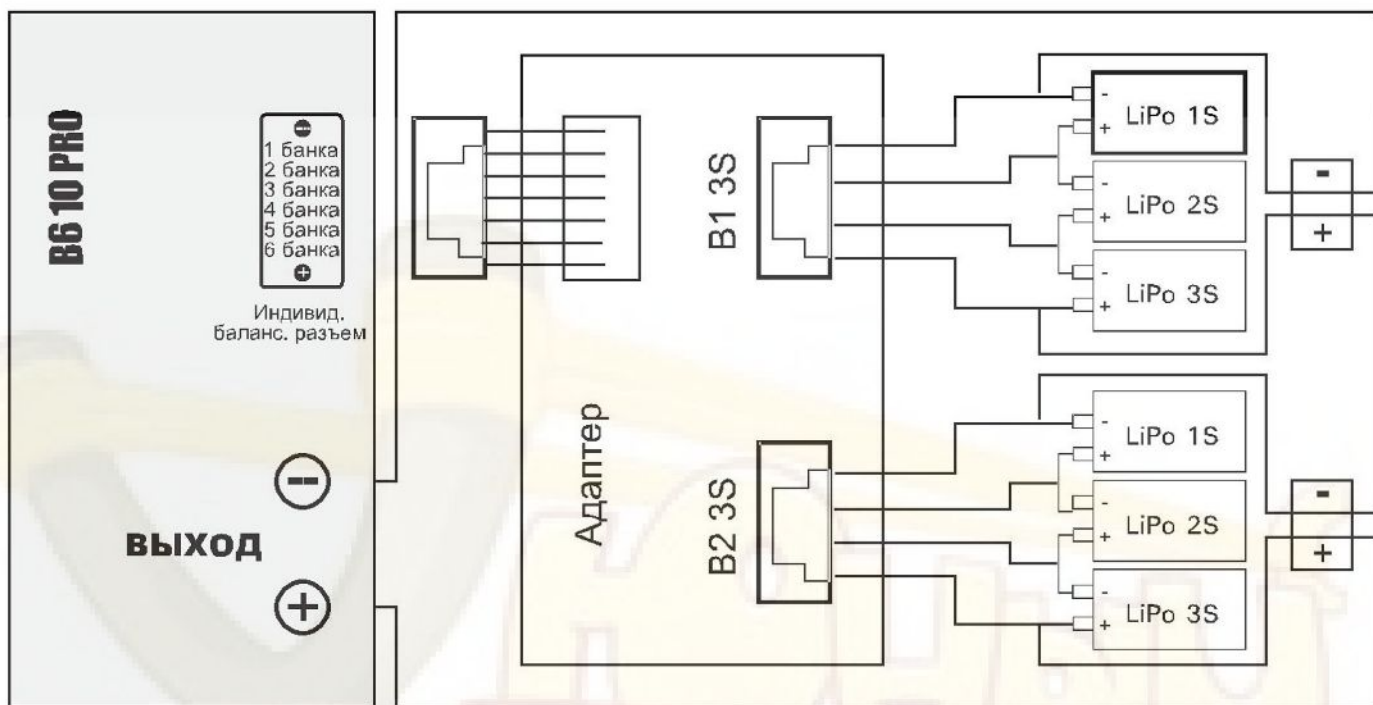 B6 10 PRO
1 банка
2 банка
3 банка
4 банка
5 банка
6 банка
Индивид.
баланс. разъем
ВЫХОД
Адаптер
B1 3S
-
+
LiPo 1S
-
+
LiPo 2S
-
+
LiPo 3S
-
+
B2 3S
-
+
LiPo 1S
-
+
LiPo 2S
-
+
LiPo 3S
-
+